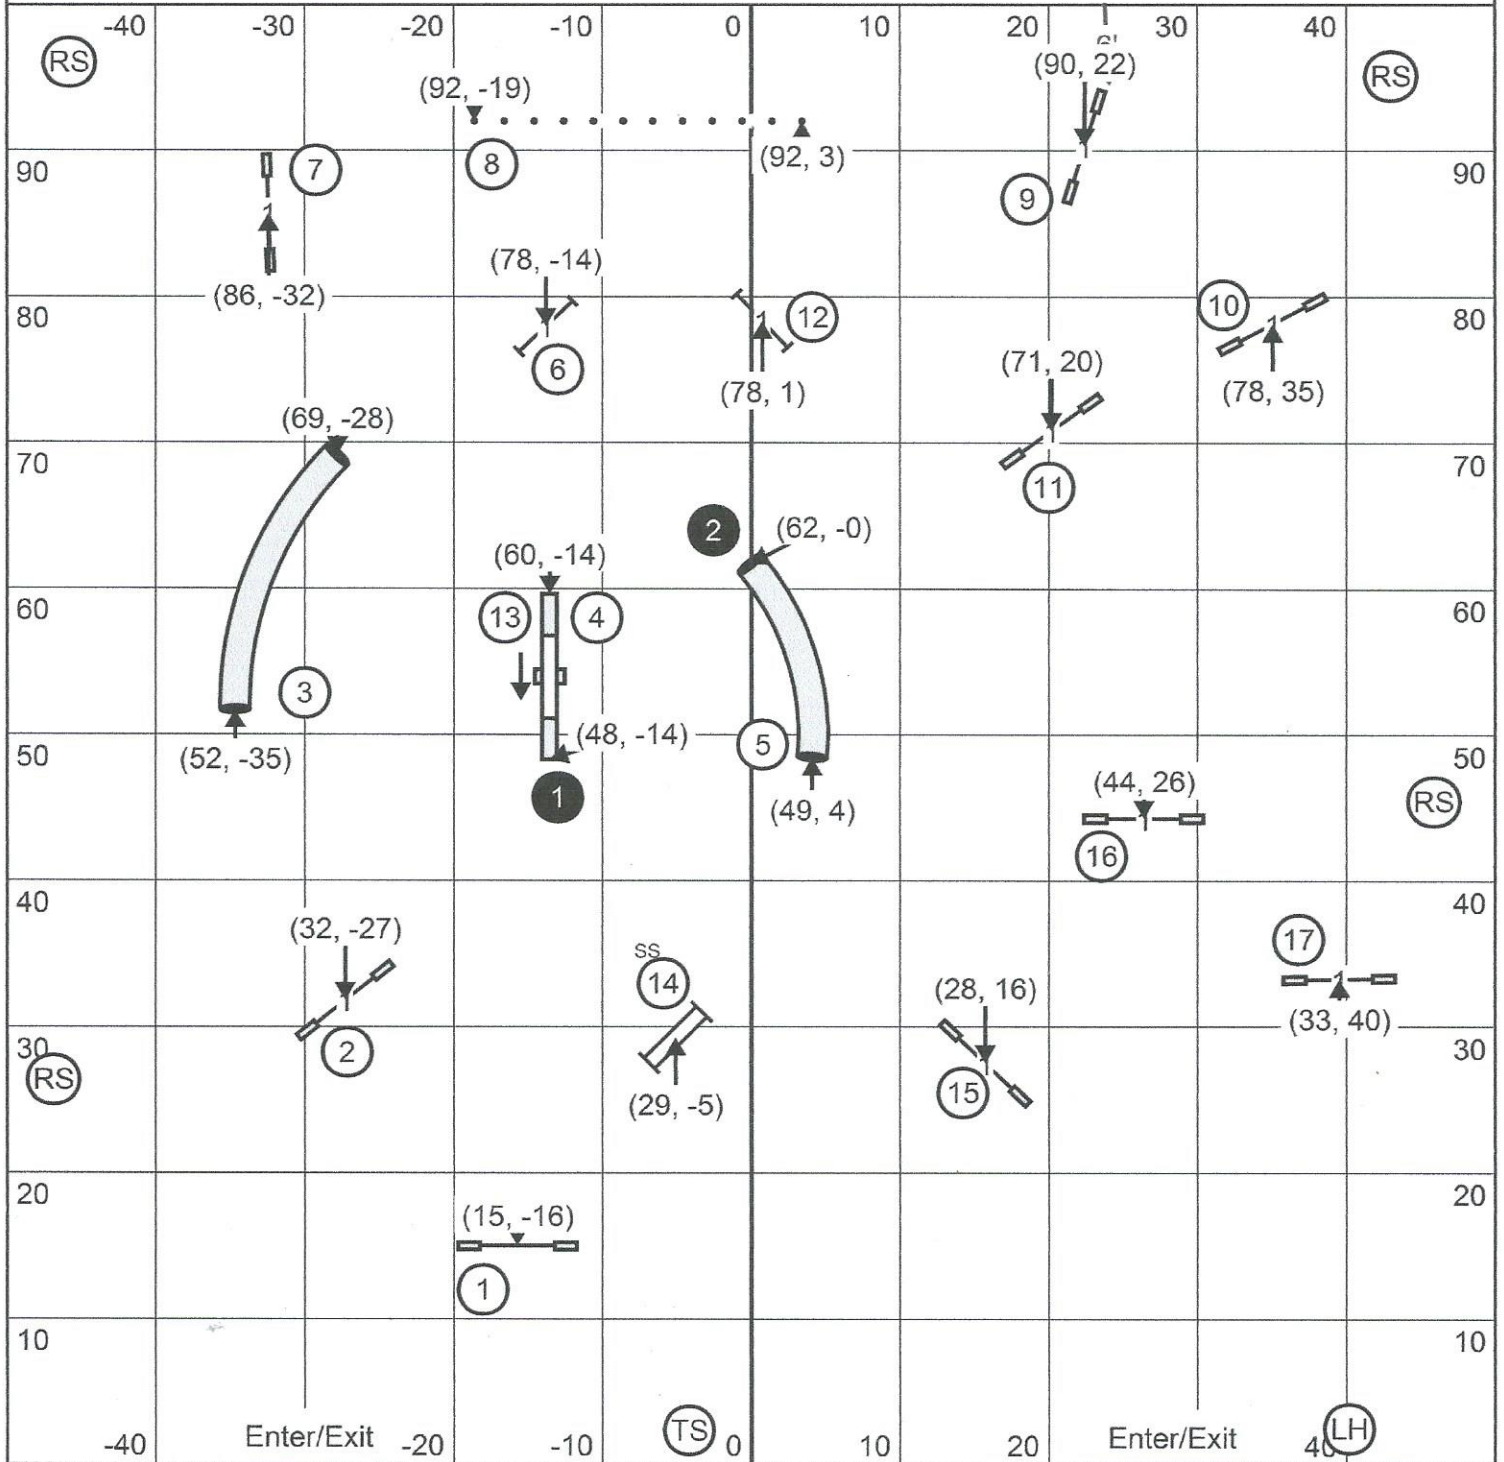 -40 -30 -20 -10 0 10 20 30 40
RS
6'
(90, 22)
RS
(92, -19)
90 7 8 (92, 3) 90
9
1
(86, -32)
(78, -14)
80 12 10 80
1 1
6 (71, 20)
(78, 1) (78, 35)
(69, -28)
70 70
11
2 (62, -0)
(60, -14)
60 13 4 60
3
(48, -14)
50 (52, -35) 5 50
(44, 26)
1 (49, 4) RS
16
40 40
(32, -27) 17
SS
14 1
(28, 16)
(33, 40)
30 2 30
RS 15
(29, -5)
20 20
(15, -16)
1
10 10
-40 Enter/Exit -20 -10 TS 0 10 20 Enter/Exit 40 LH